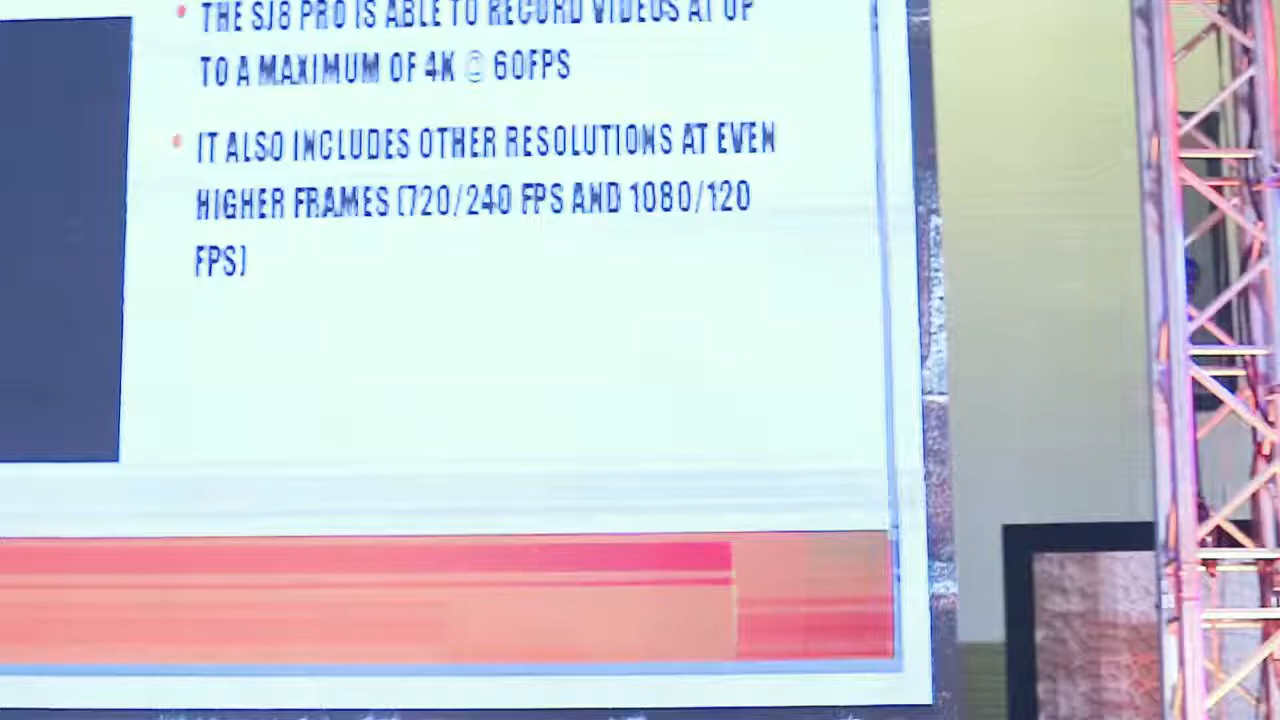 THE SJ8 PRO IS ABLE TO RECORD VIDEOS AT UP
TO A MAXIMUM OF 4K @ 60FPS
IT ALSO INCLUDES OTHER RESOLUTIONS AT EVEN
HIGHER FRAMES (720/240 FPS AND 1080/120
FPS)